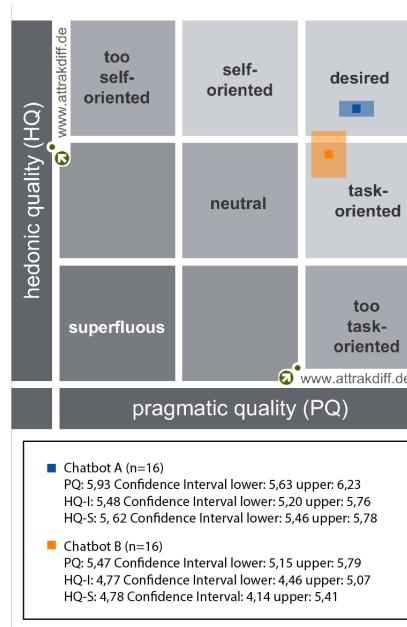 www.attrakdiff.de
hedonic quality (HQ)
too
self-
oriented
self-
oriented
desired
neutral
task-
oriented
superfluous
too
task-
oriented
www.attrakdiff.de
pragmatic quality (PQ)
Chatbot A (n=16)
PQ: 5,93 Confidence Interval lower: 5,63 upper: 6,23
HQ-I: 5,48 Confidence Interval lower: 5,20 upper: 5,76
HQ-S: 5, 62 Confidence Interval lower: 5,46 upper: 5,78
Chatbot B (n=16)
PQ: 5,47 Confidence Interval lower: 5,15 upper: 5,79
HQ-I: 4,77 Confidence Interval lower: 4,46 upper: 5,07
HQ-S: 4,78 Confidence Interval: 4,14 upper: 5,41